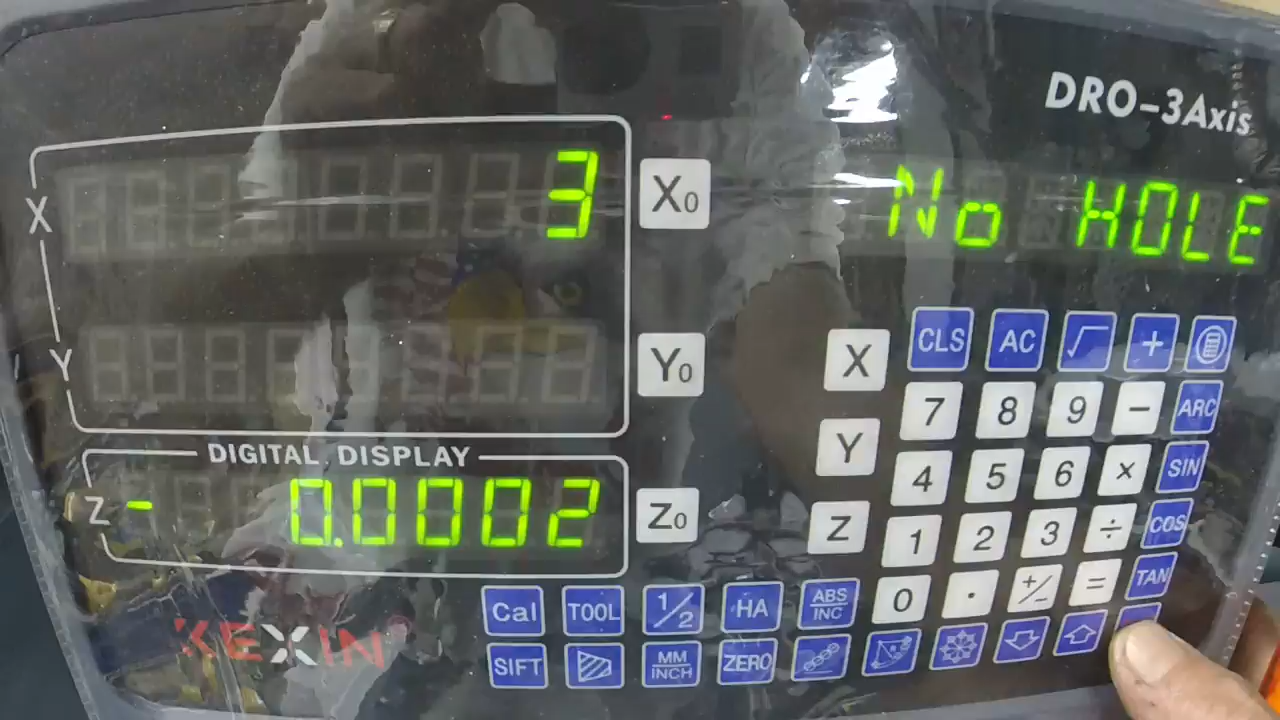 DRO-3Axis
X 3 X0 No HOLE
Y Y0
DIGITAL DISPLAY
Z - 0.0002 Z0
X CLS AC √ +
7 8 9 − ARC
Y 4 5 6 × SIN
Z 1 2 3 ÷ COS
0 . +/− = TAN
Cal TOOL 1/2 HA ABS/INC
SIFT MM/INCH ZERO
KEXIN